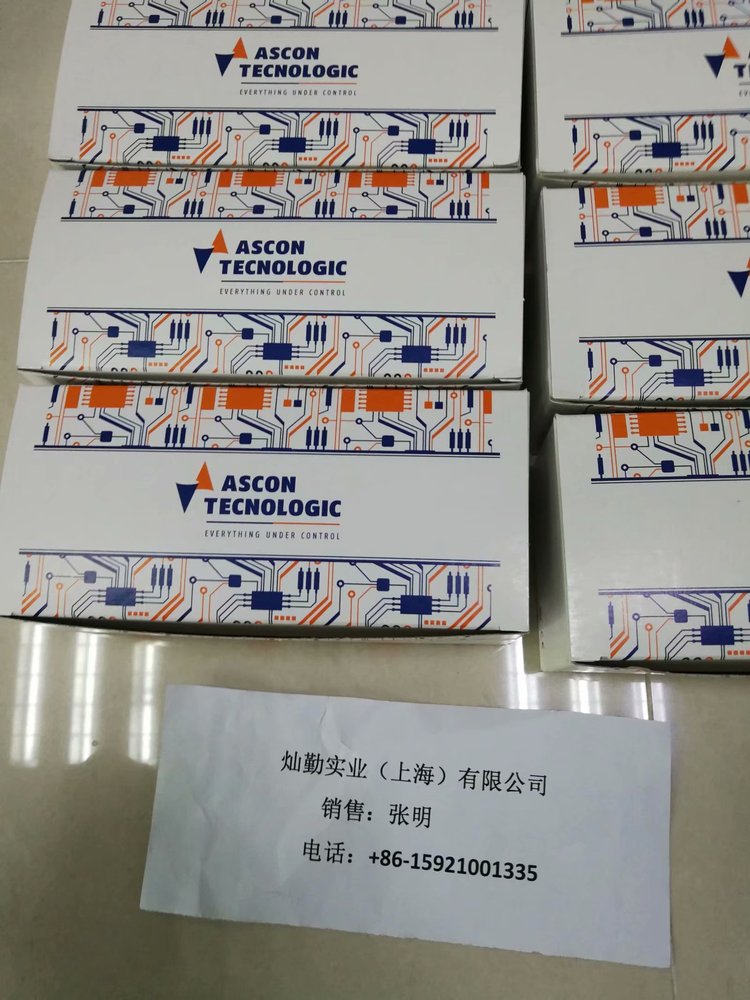 ASCON
TECNOLOGIC
EVERYTHING UNDER CONTROL
ASCON
TECNOLOGIC
EVERYTHING UNDER CONTROL
ASCON
TECNOLOGIC
EVERYTHING UNDER CONTROL
灿勤实业（上海）有限公司
销售：张明
电话：+86-15921001335